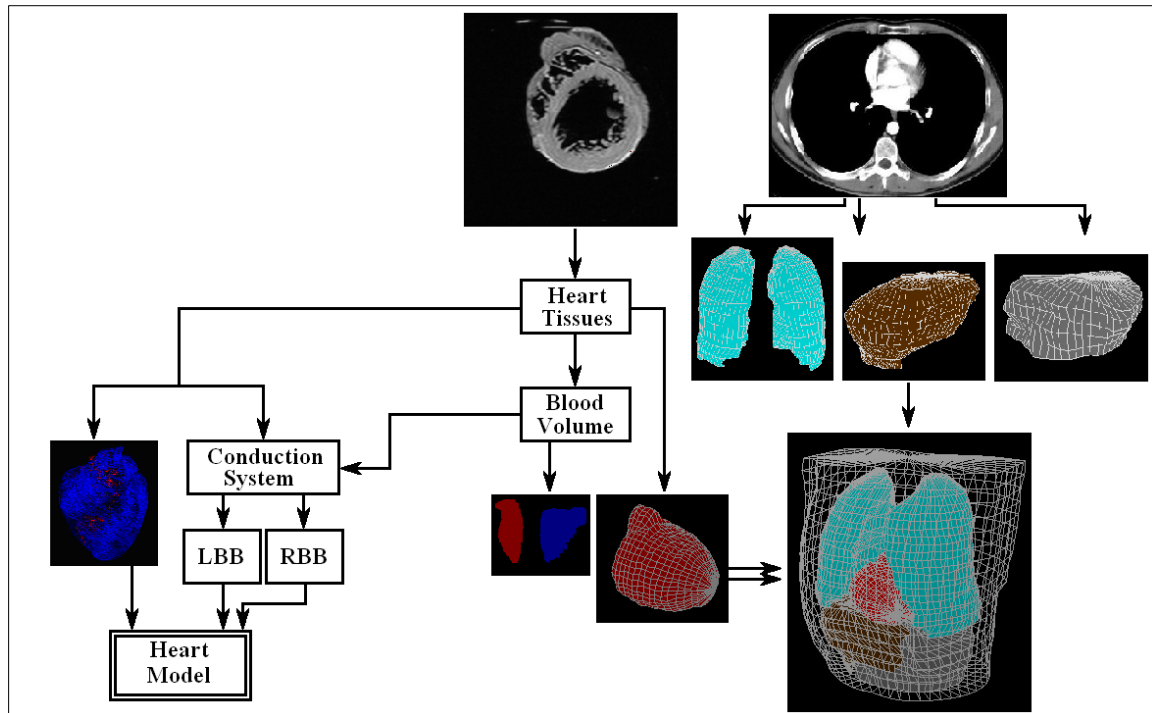 Heart
Tissues
Blood
Volume
Conduction
System
LBB
RBB
Heart
Model